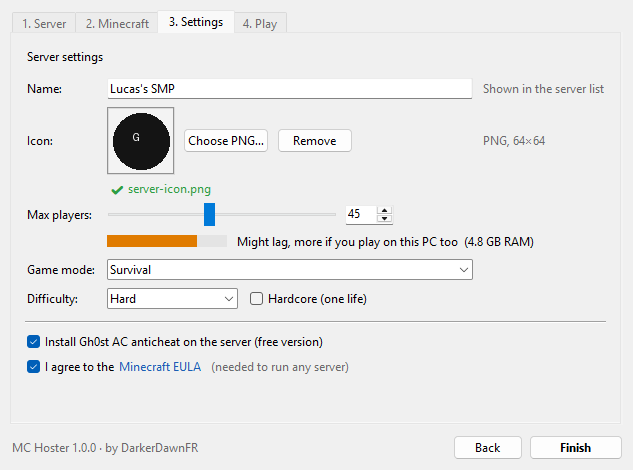 1. Server 2. Minecraft 3. Settings 4. Play
Server settings
Name: Lucas's SMP Shown in the server list
Icon: G Choose PNG... Remove PNG, 64×64
server-icon.png
Max players: 45
Might lag, more if you play on this PC too (4.8 GB RAM)
Game mode: Survival
Difficulty: Hard Hardcore (one life)
Install Gh0st AC anticheat on the server (free version)
I agree to the Minecraft EULA (needed to run any server)
MC Hoster 1.0.0 · by DarkerDawnFR Back Finish